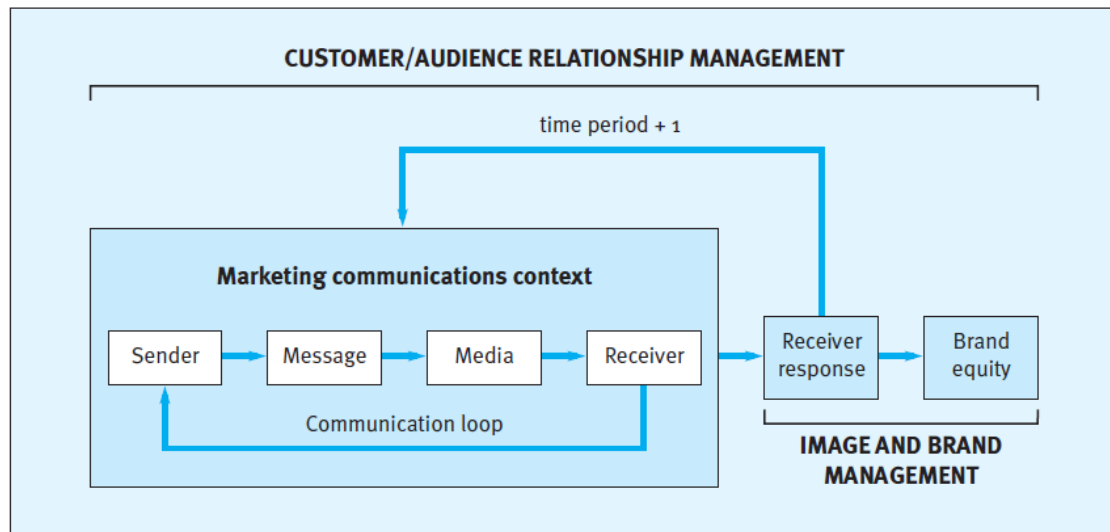 CUSTOMER/AUDIENCE RELATIONSHIP MANAGEMENT
time period + 1
Marketing communications context
Sender
Message
Media
Receiver
Receiver
response
Brand
equity
Communication loop
IMAGE AND BRAND
MANAGEMENT